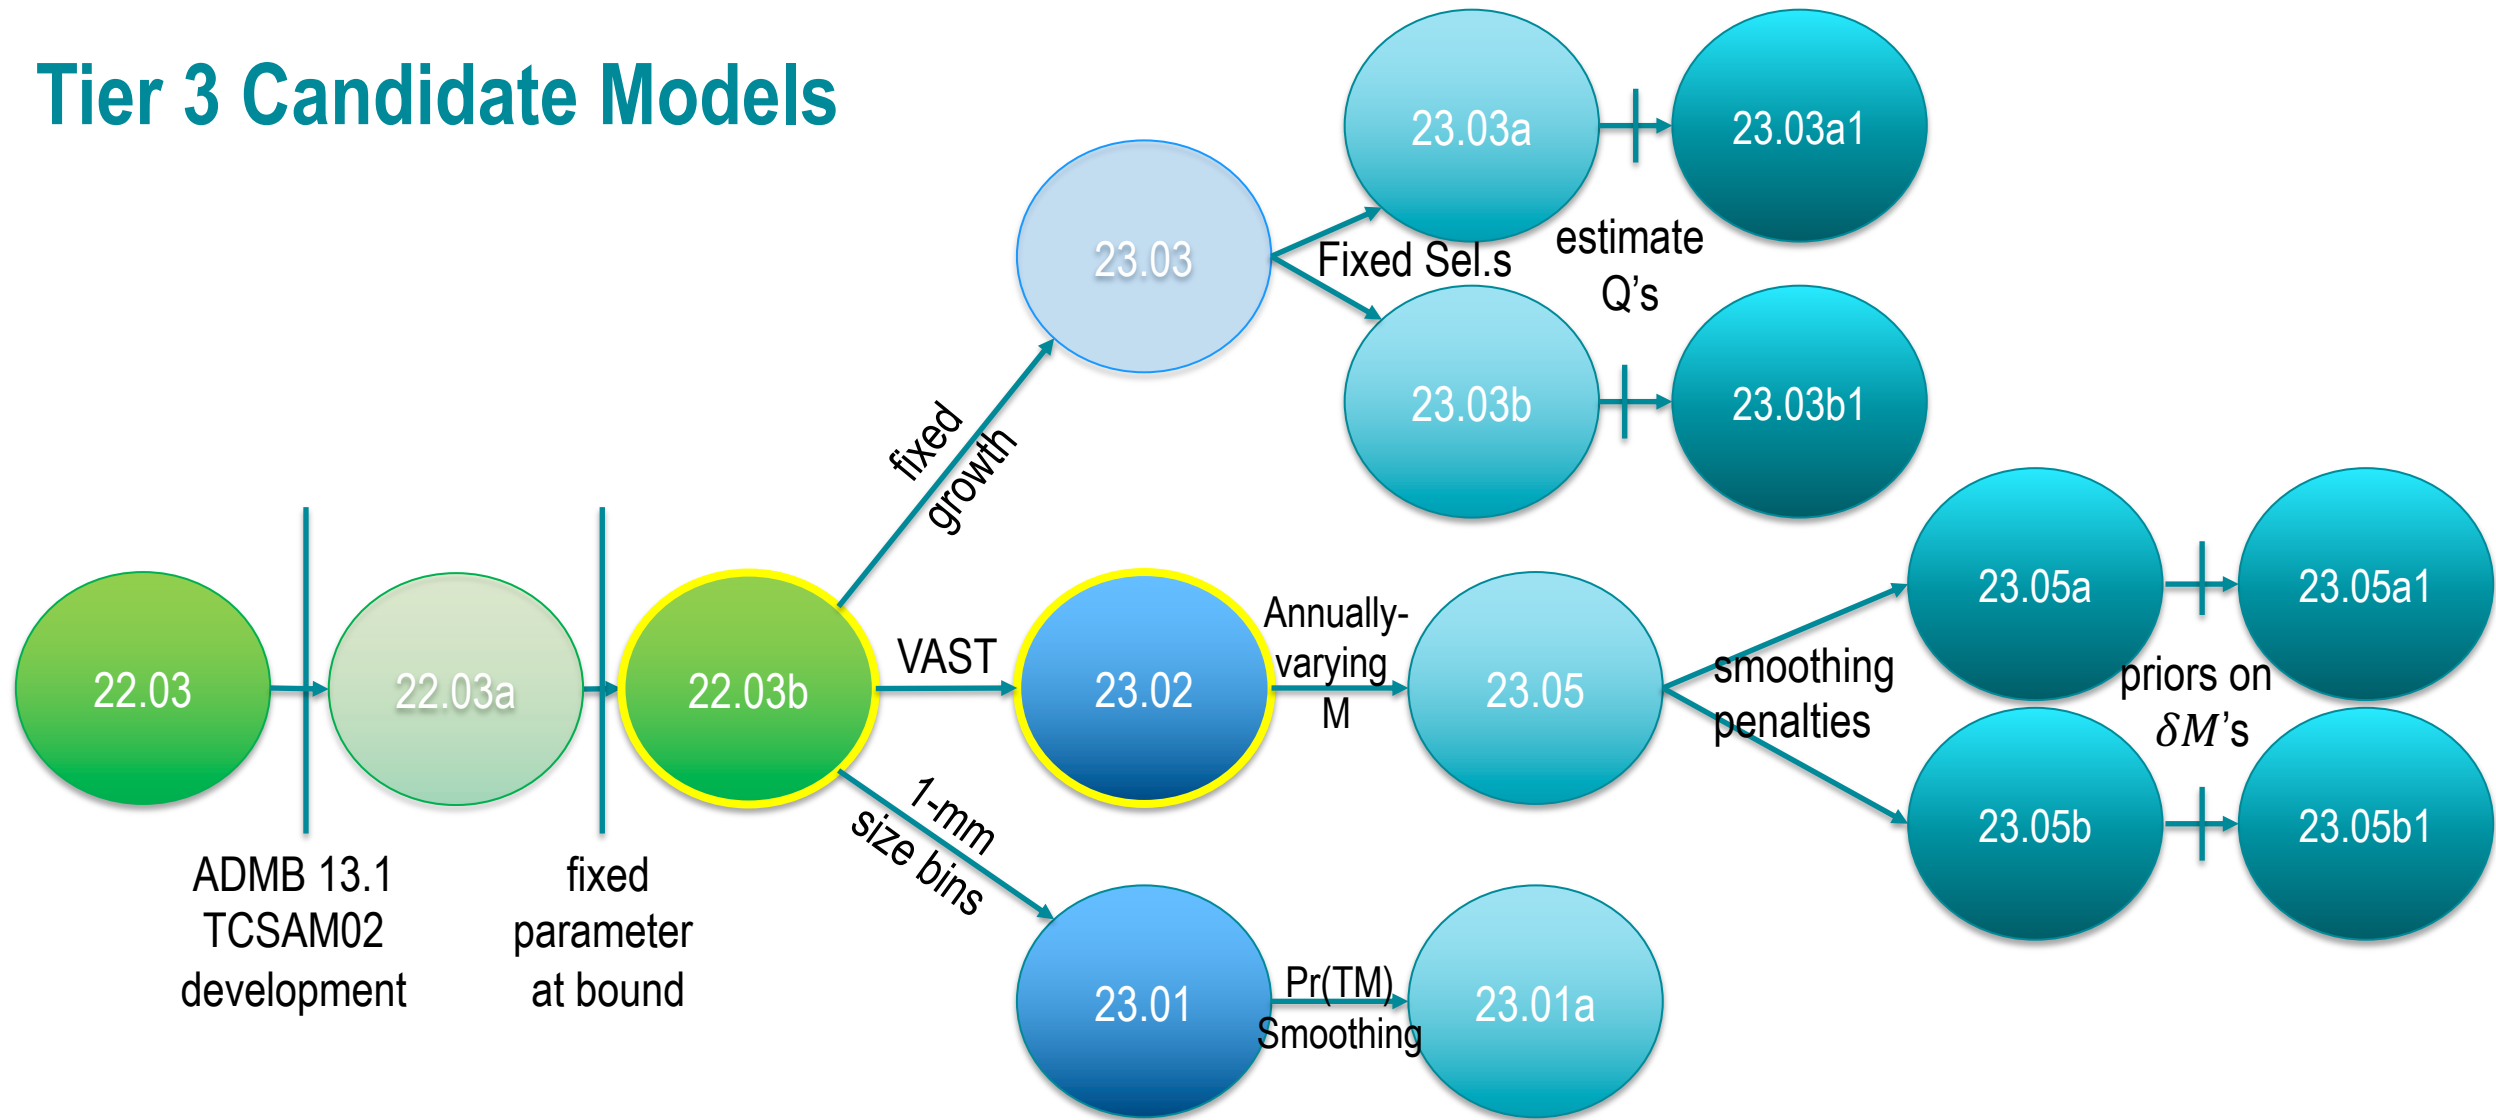 Tier 3 Candidate Models
23.03a
23.03a1
23.03
Fixed Sel.s
estimate
Q's
23.03b
23.03b1
fixed
growth
22.03
22.03a
22.03b
VAST
23.02
Annually-
varying
M
23.05
smoothing
penalties
23.05a
23.05a1
priors on
δM's
23.05b
23.05b1
ADMB 13.1
TCSAM02
development
fixed
parameter
at bound
1-mm
size bins
23.01
Pr(TM)
Smoothing
23.01a